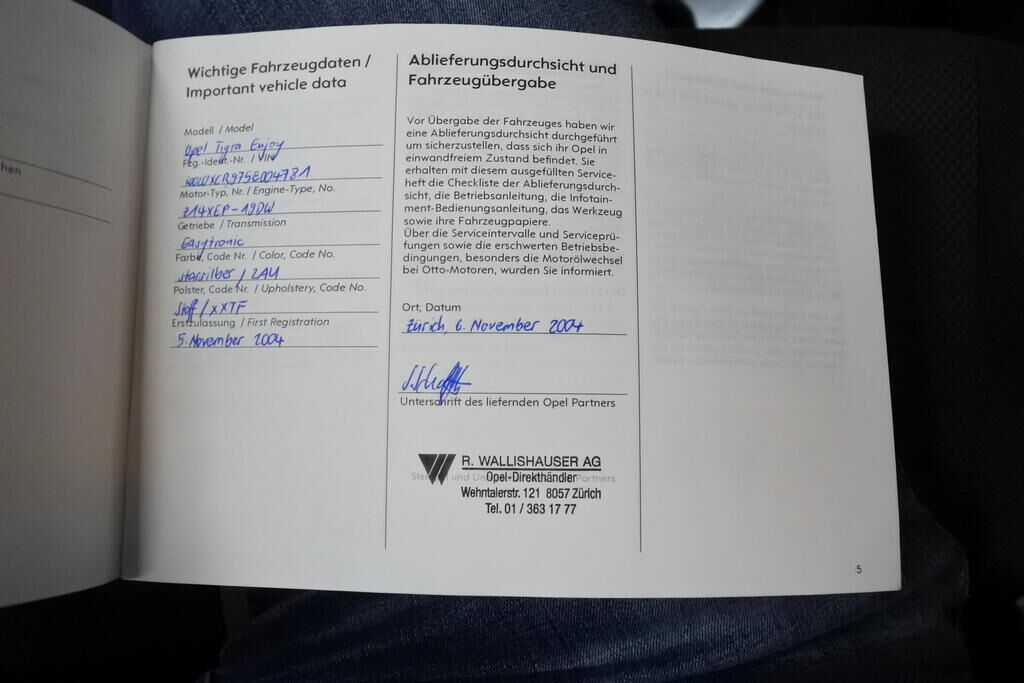 hen
Wichtige Fahrzeugdaten /
Important vehicle data
Modell / Model
Opel Tigra Enjoy
Fzg.-Ident.-Nr. / VIN
W0L0XCR975E004781
Motor-Typ, Nr. / Engine-Type, No.
Z14XEP-19DW
Getriebe / Transmission
Easytronic
Farbe, Code Nr. / Color, Code No.
starsilber / 2AU
Polster, Code Nr. / Upholstery, Code No.
Stoff / XXTF
Erstzulassung / First Registration
5. November 2004
Ablieferungsdurchsicht und
Fahrzeugübergabe
Vor Übergabe der Fahrzeuges haben wir
eine Ablieferungsdurchsicht durchgeführt
um sicherzustellen, dass sich ihr Opel in
einwandfreiem Zustand befindet. Sie
erhalten mit diesem ausgefüllten Service-
heft die Checkliste der Ablieferungsdurch-
sicht, die Betriebsanleitung, die Infotain-
ment-Bedienungsanleitung, das Werkzeug
sowie ihre Fahrzeugpapiere.
Über die Serviceintervalle und Serviceprü-
fungen sowie die erschwerten Betriebsbe-
dingungen, besonders die Motorölwechsel
bei Otto-Motoren, wurden Sie informiert.
Ort, Datum
Zürich, 6. November 2004
Unterschrift des liefernden Opel Partners
R. WALLISHAUSER AG
Opel-Direkthändler
Wehntalerstr. 121 8057 Zürich
Tel. 01 / 363 17 77
5